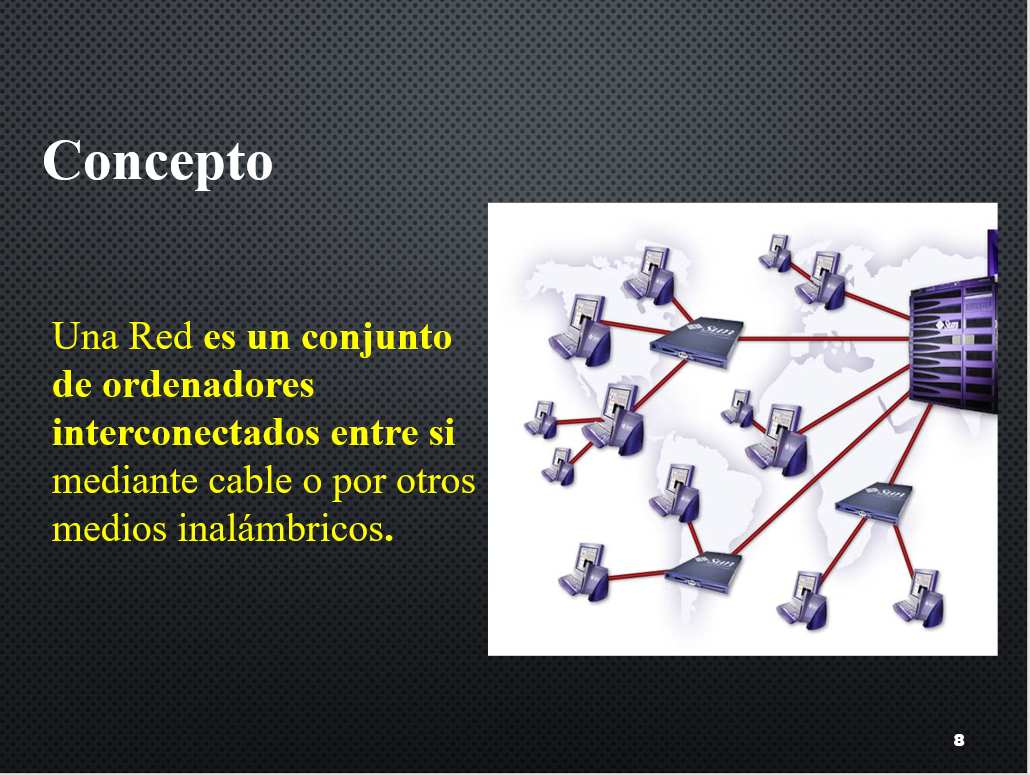 Concepto
Una Red es un conjunto
de ordenadores
interconectados entre si
mediante cable o por otros
medios inalámbricos.
Sun
Sun
Sun
Sun
8